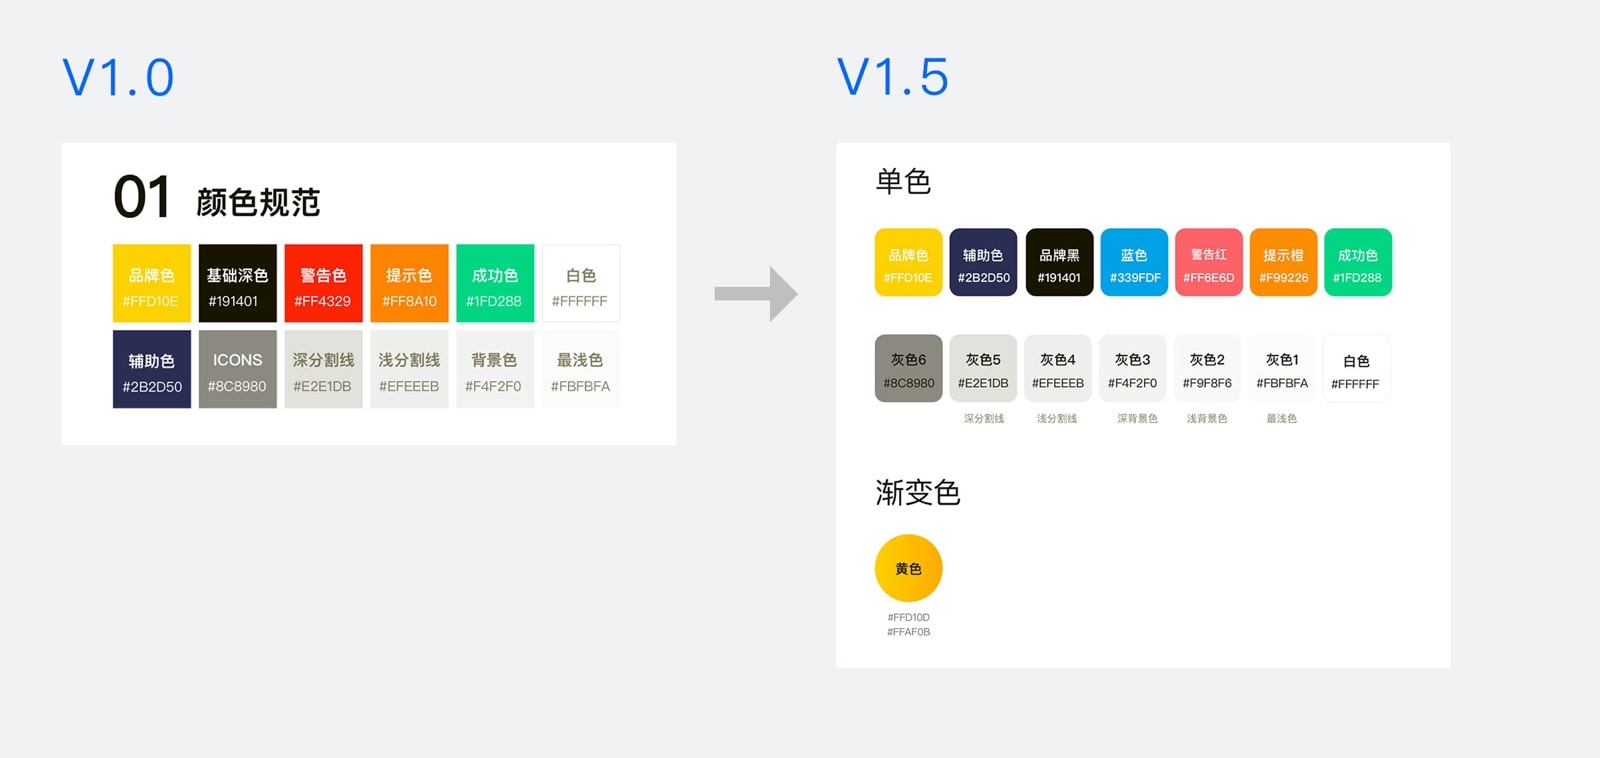 V1.0
01 颜色规范
品牌色 基础深色 警告色 提示色 成功色 白色
#FFD10E #191401 #FF4329 #FF8A10 #1FD288 #FFFFFF
辅助色 ICONS 深分割线 浅分割线 背景色 最浅色
#2B2D50 #8C8980 #E2E1DB #EFEEEB #F4F2F0 #FBFBFA
V1.5
单色
品牌色 辅助色 品牌黑 蓝色 警告红 提示橙 成功色
#FFD10E #2B2D50 #191401 #339FDF #FF6E6D #F99226 #1FD288
灰色6 灰色5 灰色4 灰色3 灰色2 灰色1 白色
#8C8980 #E2E1DB #EFEEEB #F4F2F0 #F9F8F6 #FBFBFA #FFFFFF
深分割线 浅分割线 深背景色 浅背景色 最浅色
渐变色
黄色
#FFD10D
#FFAF0B